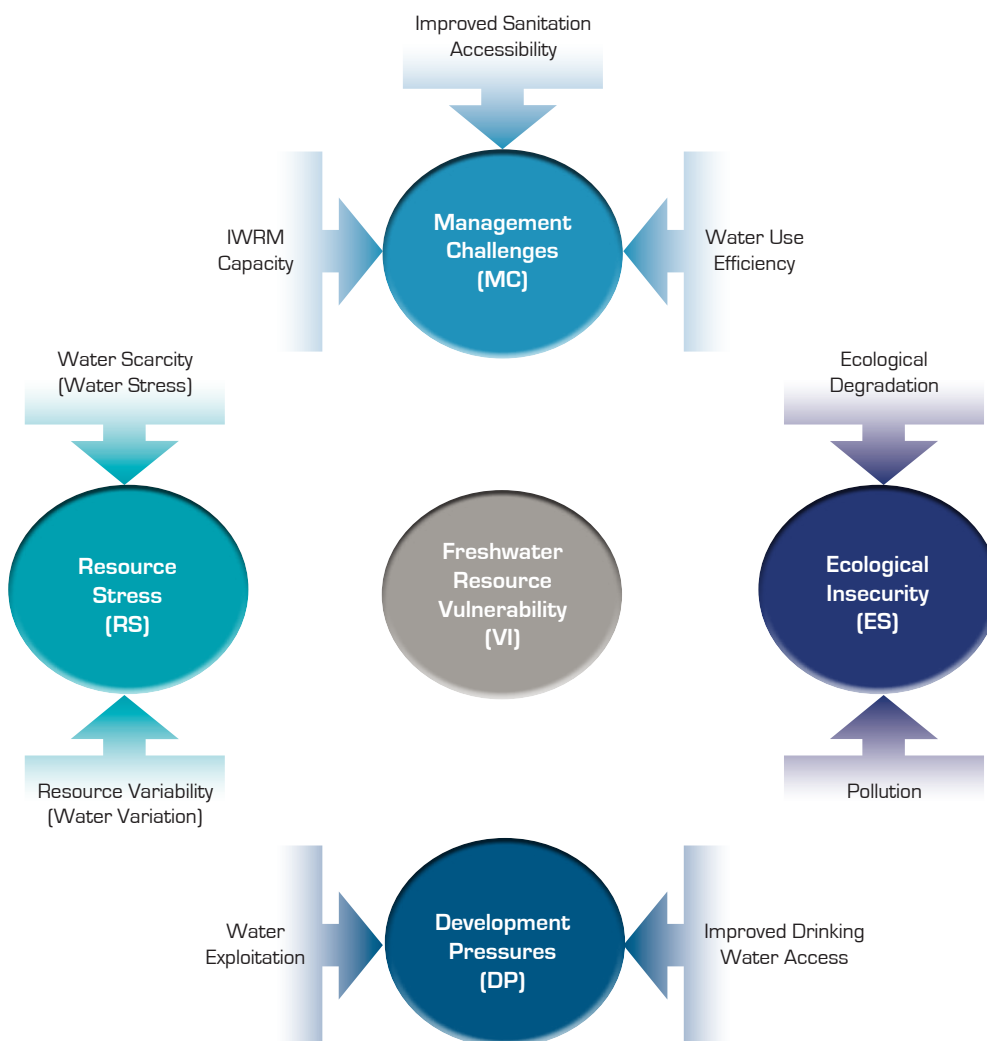 Improved Sanitation
Accessibility
IWRM
Capacity
Management
Challenges
(MC)
Water Use
Efficiency
Water Scarcity
(Water Stress)
Ecological
Degradation
Resource
Stress
(RS)
Freshwater
Resource
Vulnerability
(VI)
Ecological
Insecurity
(ES)
Resource Variability
(Water Variation)
Pollution
Water
Exploitation
Development
Pressures
(DP)
Improved Drinking
Water Access